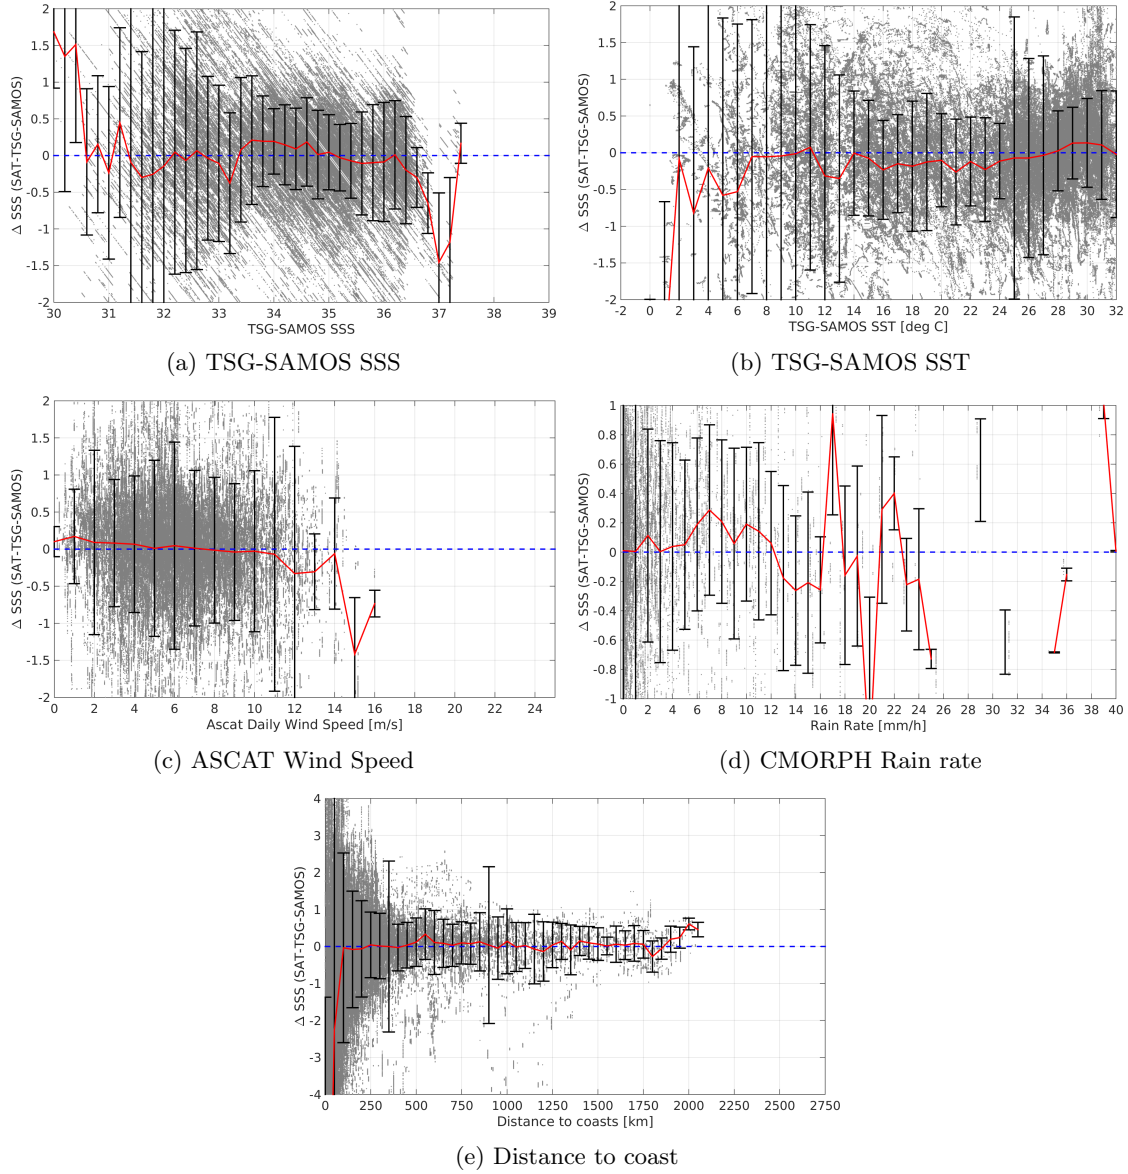 2
1.5
1
0.5
0
-0.5
-1
-1.5
-2
Δ SSS (SAT-TSG-SAMOS)
30 31 32 33 34 35 36 37 38 39
TSG-SAMOS SSS
(a) TSG-SAMOS SSS
2
1.5
1
0.5
0
-0.5
-1
-1.5
-2
Δ SSS (SAT-TSG-SAMOS)
-2 0 2 4 6 8 10 12 14 16 18 20 22 24 26 28 30 32
TSG-SAMOS SST [deg C]
(b) TSG-SAMOS SST
2
1.5
1
0.5
0
-0.5
-1
-1.5
-2
Δ SSS (SAT-TSG-SAMOS)
0 2 4 6 8 10 12 14 16 18 20 22 24
Ascat Daily Wind Speed [m/s]
(c) ASCAT Wind Speed
1
0.8
0.6
0.4
0.2
0
-0.2
-0.4
-0.6
-0.8
-1
Δ SSS (SAT-TSG-SAMOS)
0 2 4 6 8 10 12 14 16 18 20 22 24 26 28 30 32 34 36 38 40
Rain Rate [mm/h]
(d) CMORPH Rain rate
4
3
2
1
0
-1
-2
-3
-4
Δ SSS (SAT-TSG-SAMOS)
0 250 500 750 1000 1250 1500 1750 2000 2250 2500 2750
Distance to coasts [km]
(e) Distance to coast